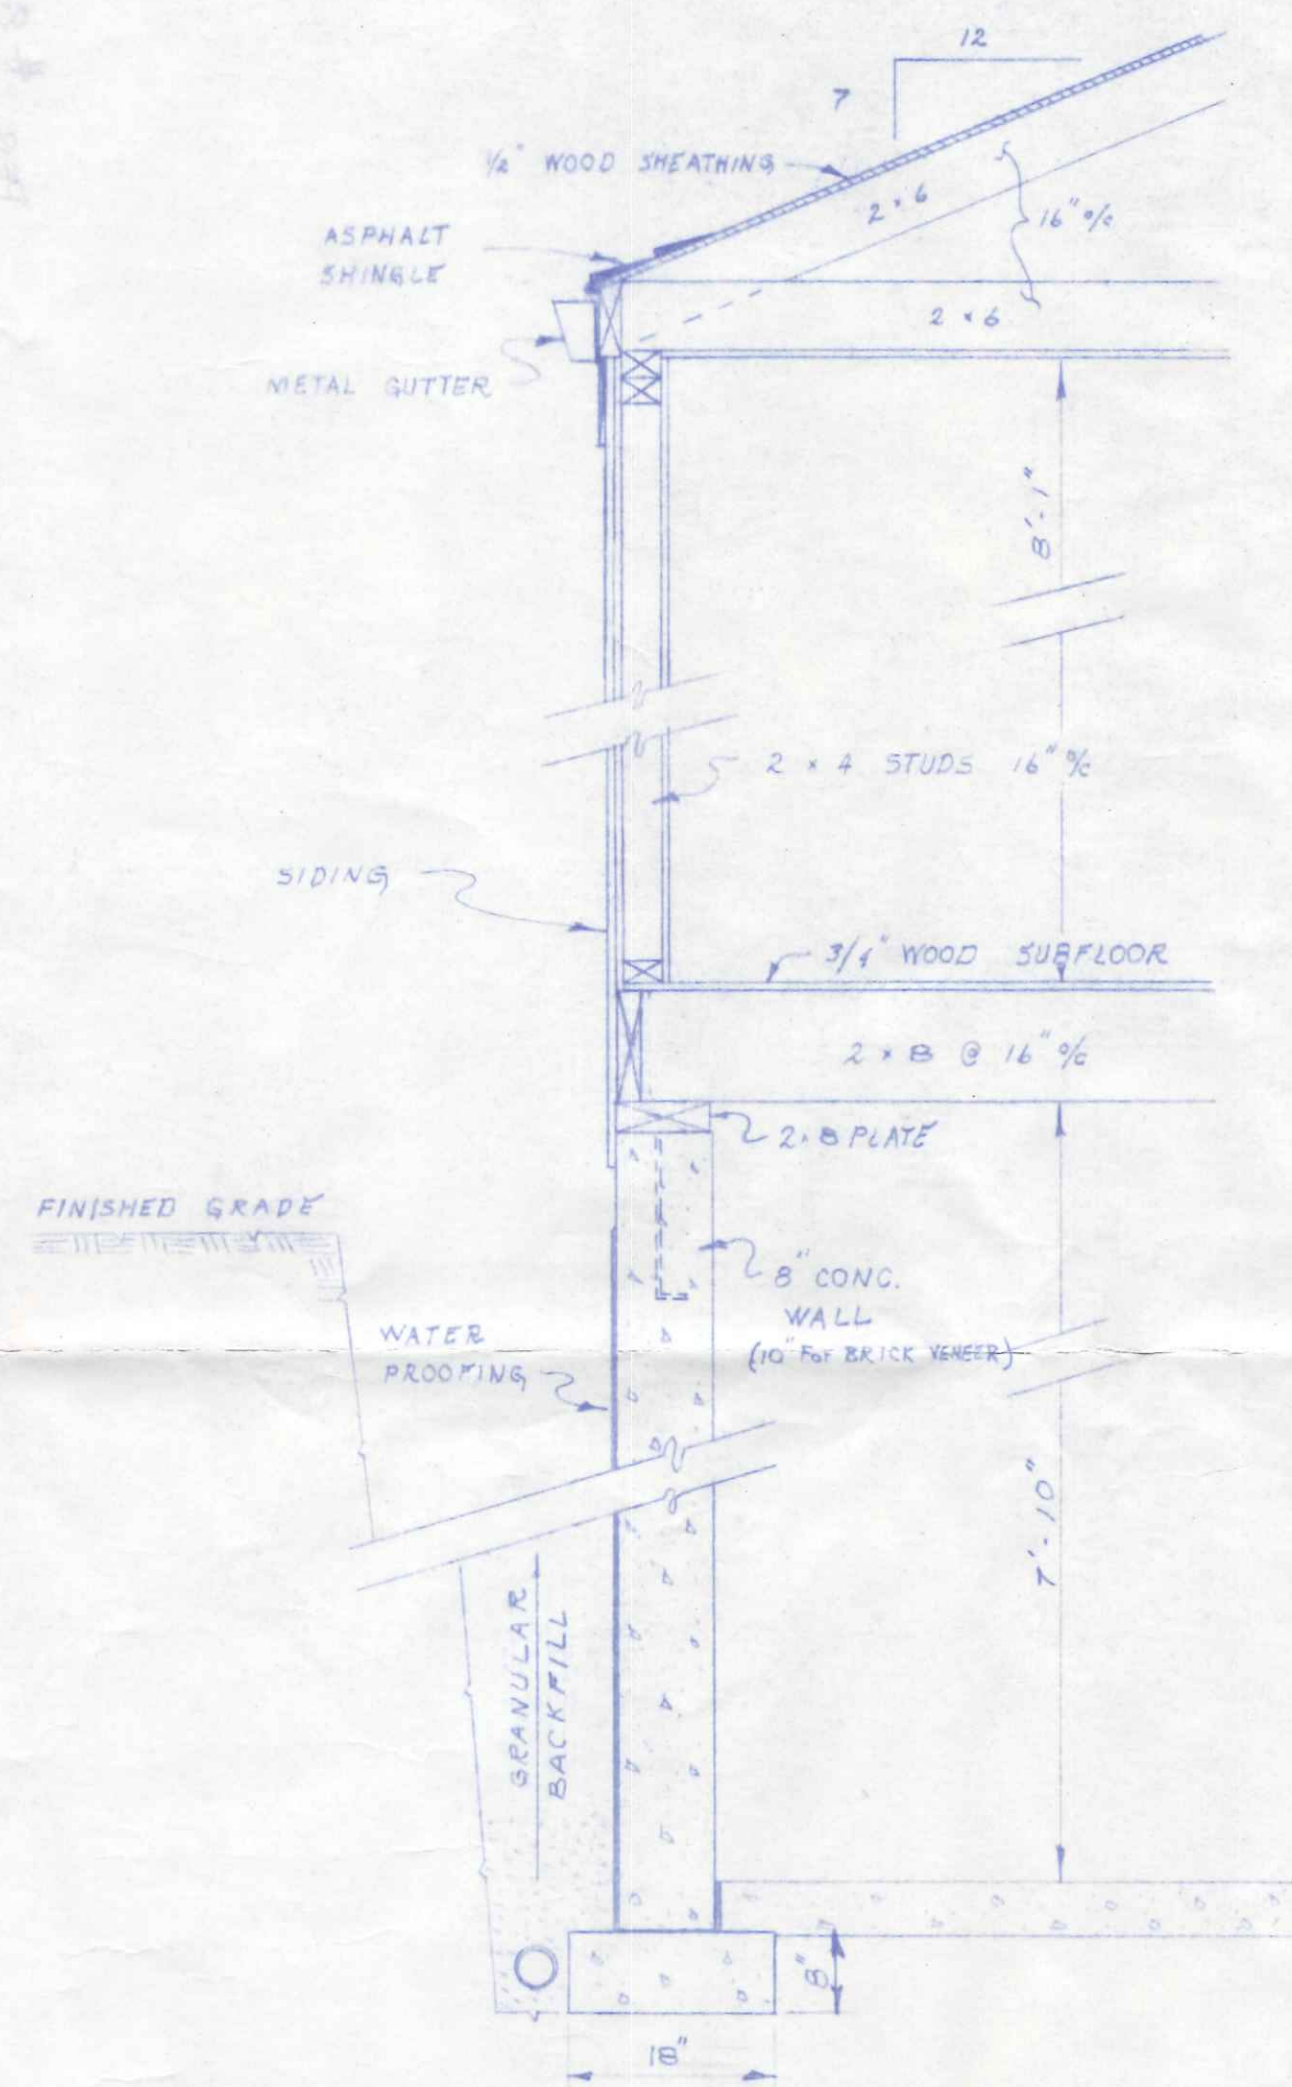 12
7
1/2" WOOD SHEATHING
2 x 6
16" o/c
ASPHALT
SHINGLE
2 x 6
METAL GUTTER
8'-1"
2 x 4 STUDS 16" o/c
SIDING
3/4" WOOD SUBFLOOR
2 x 8 @ 16" o/c
2 x 8 PLATE
FINISHED GRADE
8" CONC.
WALL
(10" FOR BRICK VENEER)
WATER
PROOFING
7'-10"
GRANULAR
BACKFILL
8"
18"